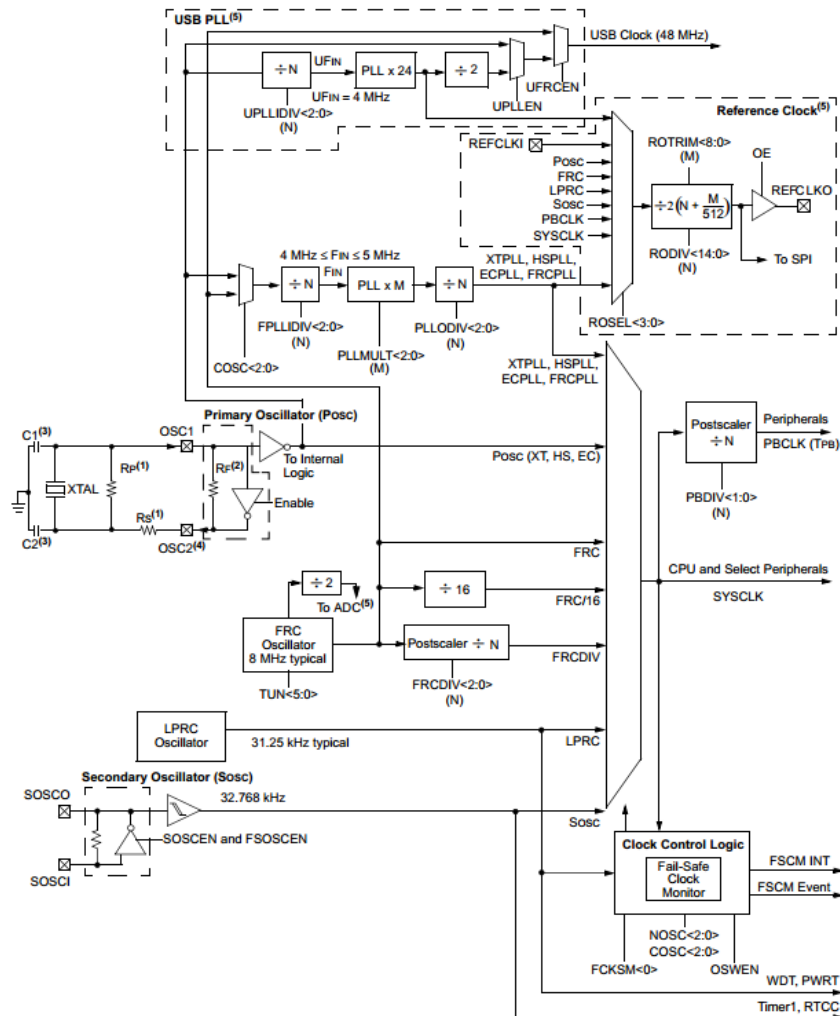 USB PLL(5)
USB Clock (48 MHz)
÷ N
UFIN
PLL x 24
÷ 2
UFIN = 4 MHz
UFRCEN
UPLLEN
UPLLIDIV<2:0>
(N)
Reference Clock(5)
REFCLKI
ROTRIM<8:0>
(M)
OE
POSC
FRC
LPRC
SOSC
PBCLK
SYSCLK
÷2(N + M/512)
REFCLKO
To SPI
RODIV<14:0>
(N)
ROSEL<3:0>
4 MHz ≤ FIN ≤ 5 MHz
FIN
÷ N
PLL x M
÷ N
XTPLL, HSPLL,
ECPLL, FRCPLL
FPLLIDIV<2:0>
(N)
PLLODIV<2:0>
(N)
COSC<2:0>
PLLMULT<2:0>
(M)
XTPLL, HSPLL,
ECPLL, FRCPLL
Primary Oscillator (POSC)
C1(3)
OSC1
XTAL
RP(1)
RF(2)
To Internal
Logic
Enable
POSC (XT, HS, EC)
C2(3)
RS(1)
OSC2(4)
Postscaler
÷ N
Peripherals
PBCLK (TPB)
PBDIV<1:0>
(N)
FRC
CPU and Select Peripherals
SYSCLK
÷ 2
To ADC(5)
÷ 16
FRC/16
FRC
Oscillator
8 MHz typical
Postscaler ÷ N
FRCDIV
TUN<5:0>
FRCDIV<2:0>
(N)
LPRC
Oscillator
31.25 kHz typical
LPRC
Secondary Oscillator (SOSC)
SOSCO
32.768 kHz
SOSC
SOSCEN and FSOSCEN
SOSCI
Clock Control Logic
Fail-Safe
Clock
Monitor
FSCM INT
FSCM Event
NOSC<2:0>
COSC<2:0>
FCKSM<0>
OSWEN
WDT, PWRT
Timer1, RTCC